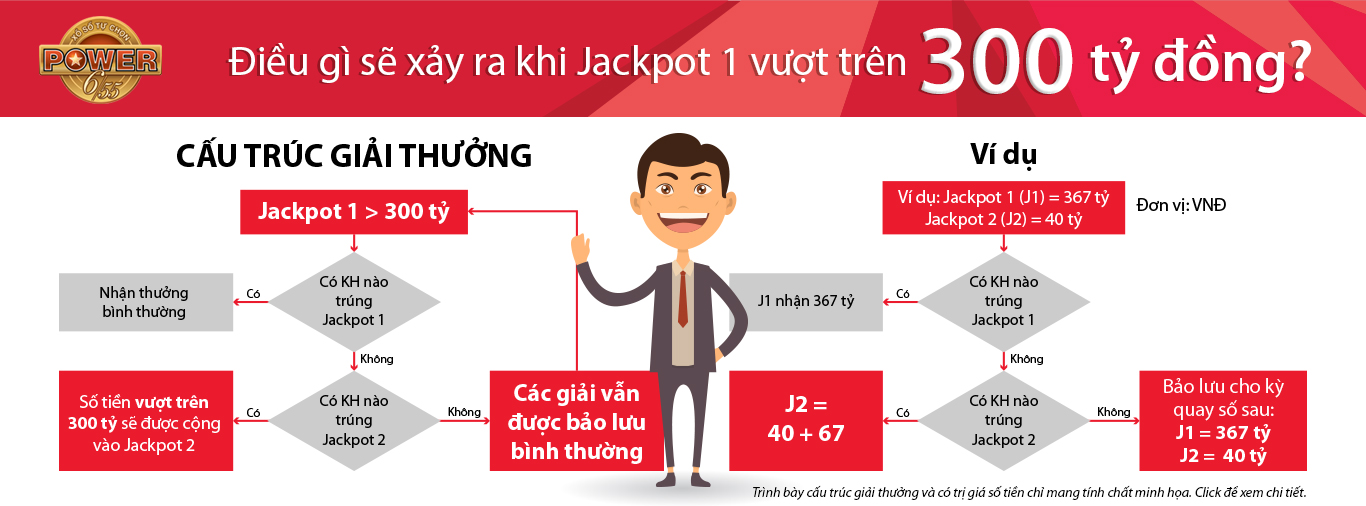 XỔ SỐ TỰ CHỌN
POWER
6/55
Điều gì sẽ xảy ra khi Jackpot 1 vượt trên 300 tỷ đồng?
CẤU TRÚC GIẢI THƯỞNG
Jackpot 1 > 300 tỷ
Có KH nào
trúng
Jackpot 1
Có
Nhận thưởng
bình thường
Không
Có KH nào
trúng
Jackpot 2
Có
Số tiền vượt trên
300 tỷ sẽ được cộng
vào Jackpot 2
Không
Các giải vẫn
được bảo lưu
bình thường
Ví dụ
Ví dụ: Jackpot 1 (J1) = 367 tỷ
Jackpot 2 (J2) = 40 tỷ
Đơn vị: VNĐ
Có KH nào
trúng
Jackpot 1
Có
J1 nhận 367 tỷ
Không
Có KH nào
trúng
Jackpot 2
Có
J2 =
40 + 67
Không
Bảo lưu cho kỳ
quay số sau:
J1 = 367 tỷ
J2 = 40 tỷ
Trình bày cấu trúc giải thưởng và có trị giá số tiền chỉ mang tính chất minh họa. Click để xem chi tiết.